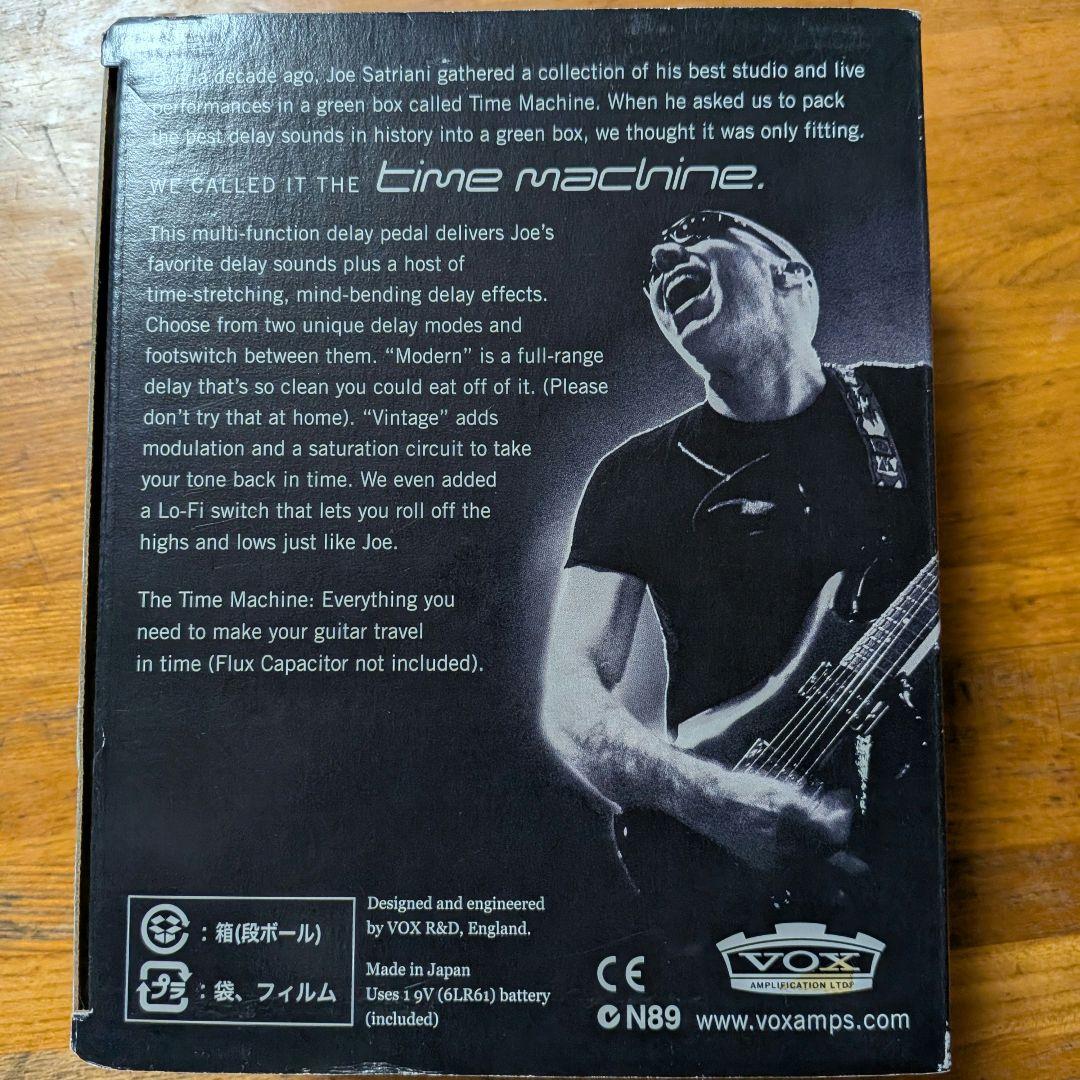 a decade ago, Joe Satriani gathered a collection of his best studio and live
performances in a green box called Time Machine. When he asked us to pack
the best delay sounds in history into a green box, we thought it was only fitting.
WE CALLED IT THE time machine.
This multi-function delay pedal delivers Joe's
favorite delay sounds plus a host of
time-stretching, mind-bending delay effects.
Choose from two unique delay modes and
footswitch between them. “Modern” is a full-range
delay that's so clean you could eat off of it. (Please
don't try that at home). “Vintage” adds
modulation and a saturation circuit to take
your tone back in time. We even added
a Lo-Fi switch that lets you roll off the
highs and lows just like Joe.
The Time Machine: Everything you
need to make your guitar travel
in time (Flux Capacitor not included).
：箱(段ボール)
プラ：袋、フィルム
Designed and engineered
by VOX R&D, England.
Made in Japan
Uses 1 9V (6LR61) battery
(included)
CE
N89
VOX
AMPLIFICATION LTD
www.voxamps.com